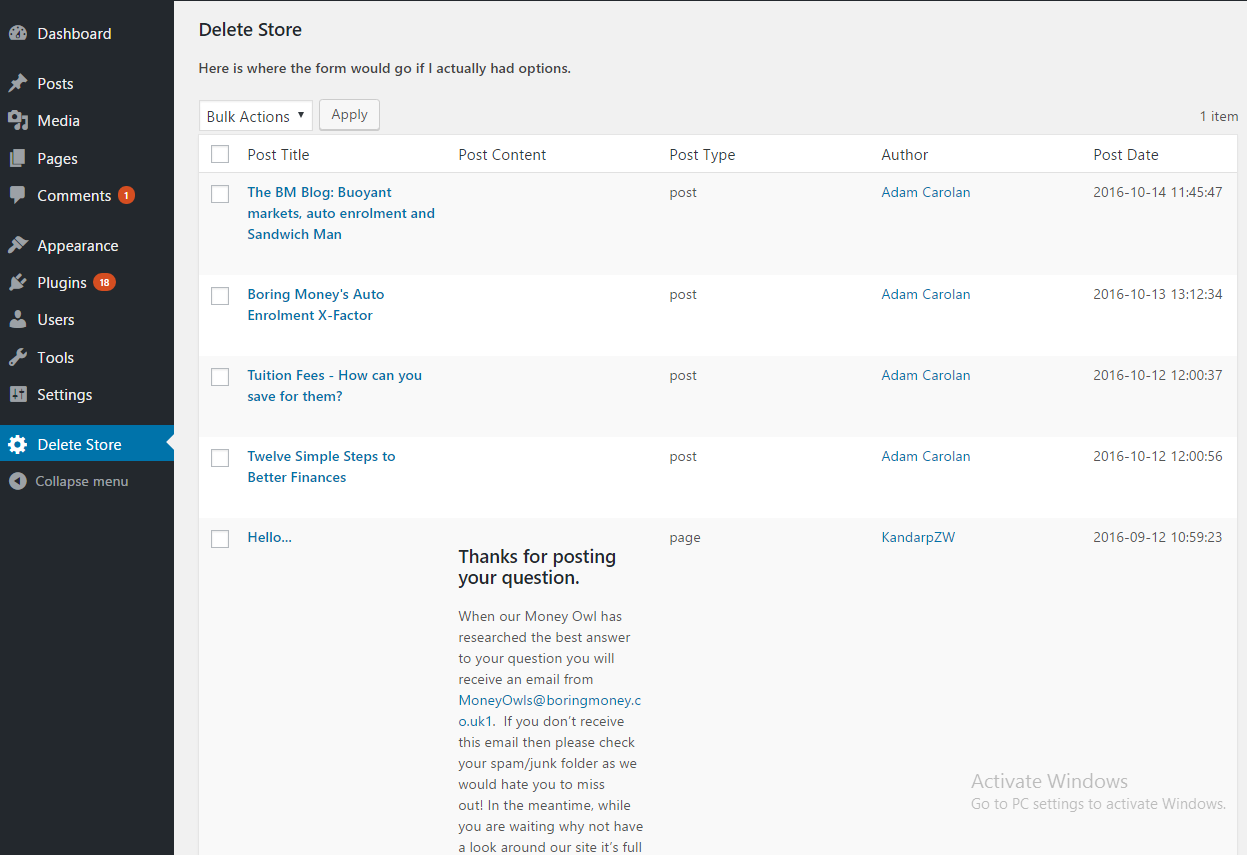 Dashboard
Posts
Media
Pages
Comments 1
Appearance
Plugins 18
Users
Tools
Settings
Delete Store
Collapse menu
Delete Store
Here is where the form would go if I actually had options.
Bulk Actions Apply 1 item
Post Title Post Content Post Type Author Post Date
The BM Blog: Buoyant post Adam Carolan 2016-10-14 11:45:47
markets, auto enrolment and
Sandwich Man
Boring Money's Auto post Adam Carolan 2016-10-13 13:12:34
Enrolment X-Factor
Tuition Fees - How can you post Adam Carolan 2016-10-12 12:00:37
save for them?
Twelve Simple Steps to post Adam Carolan 2016-10-12 12:00:56
Better Finances
Hello... page KandarpZW 2016-09-12 10:59:23
Thanks for posting
your question.
When our Money Owl has
researched the best answer
to your question you will
receive an email from
MoneyOwls@boringmoney.c
o.uk1. If you don’t receive
this email then please check
your spam/junk folder as we
would hate you to miss
out! In the meantime, while
you are waiting why not have
a look around our site it’s full
Activate Windows
Go to PC settings to activate Windows.